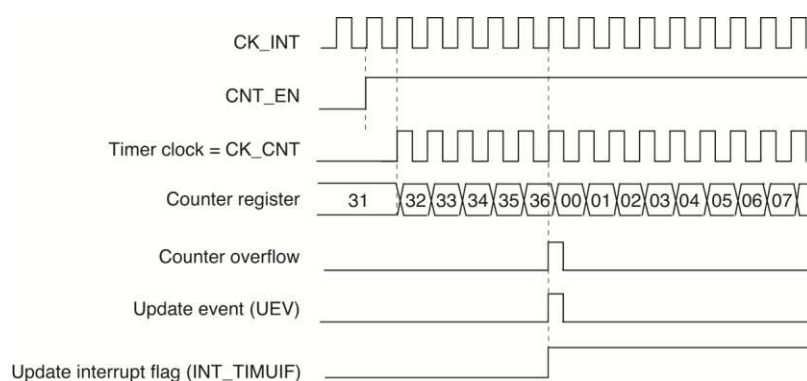 CK_INT
CNT_EN
Timer clock = CK_CNT
Counter register 31 32 33 34 35 36 00 01 02 03 04 05 06 07
Counter overflow
Update event (UEV)
Update interrupt flag (INT_TIMUIF)